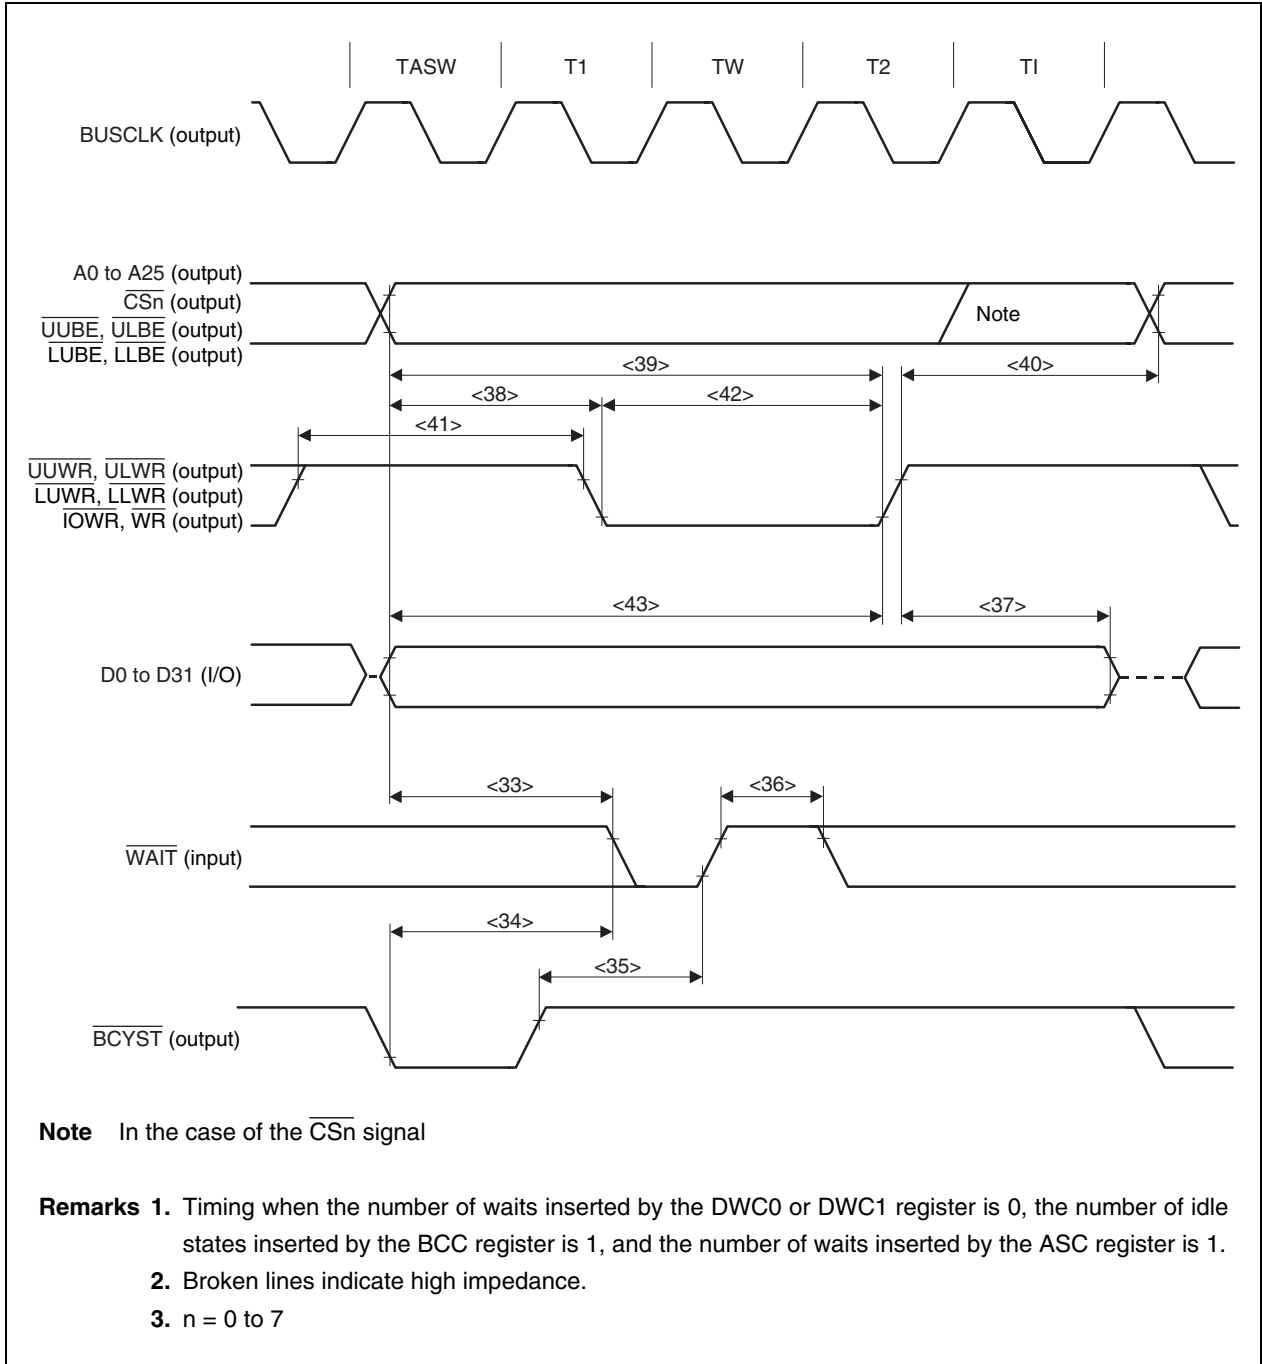 TASW T1 TW T2 TI
BUSCLK (output)
A0 to A25 (output)
CSn (output)
Note
UUBE, ULBE (output)
LUBE, LLBE (output)
<39>
<40>
<38>
<42>
<41>
UUWR, ULWR (output)
LUWR, LLWR (output)
IOWR, WR (output)
<43>
<37>
D0 to D31 (I/O)
<33>
<36>
WAIT (input)
<34>
<35>
BCYST (output)
Note In the case of the CSn signal
Remarks 1. Timing when the number of waits inserted by the DWC0 or DWC1 register is 0, the number of idle
states inserted by the BCC register is 1, and the number of waits inserted by the ASC register is 1.
2. Broken lines indicate high impedance.
3. n = 0 to 7